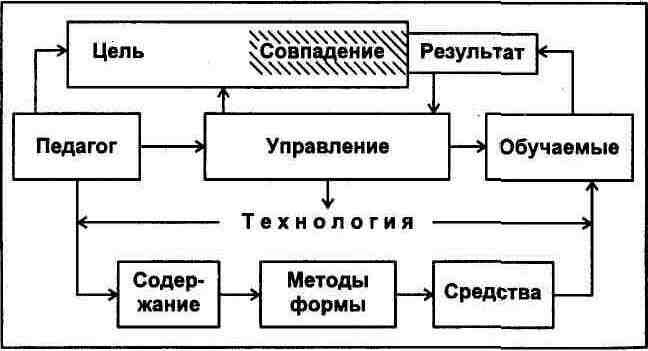 Цель Совпадение Результат
Педагог Управление Обучаемые
Технология
Содер-
жание
Методы
формы
Средства